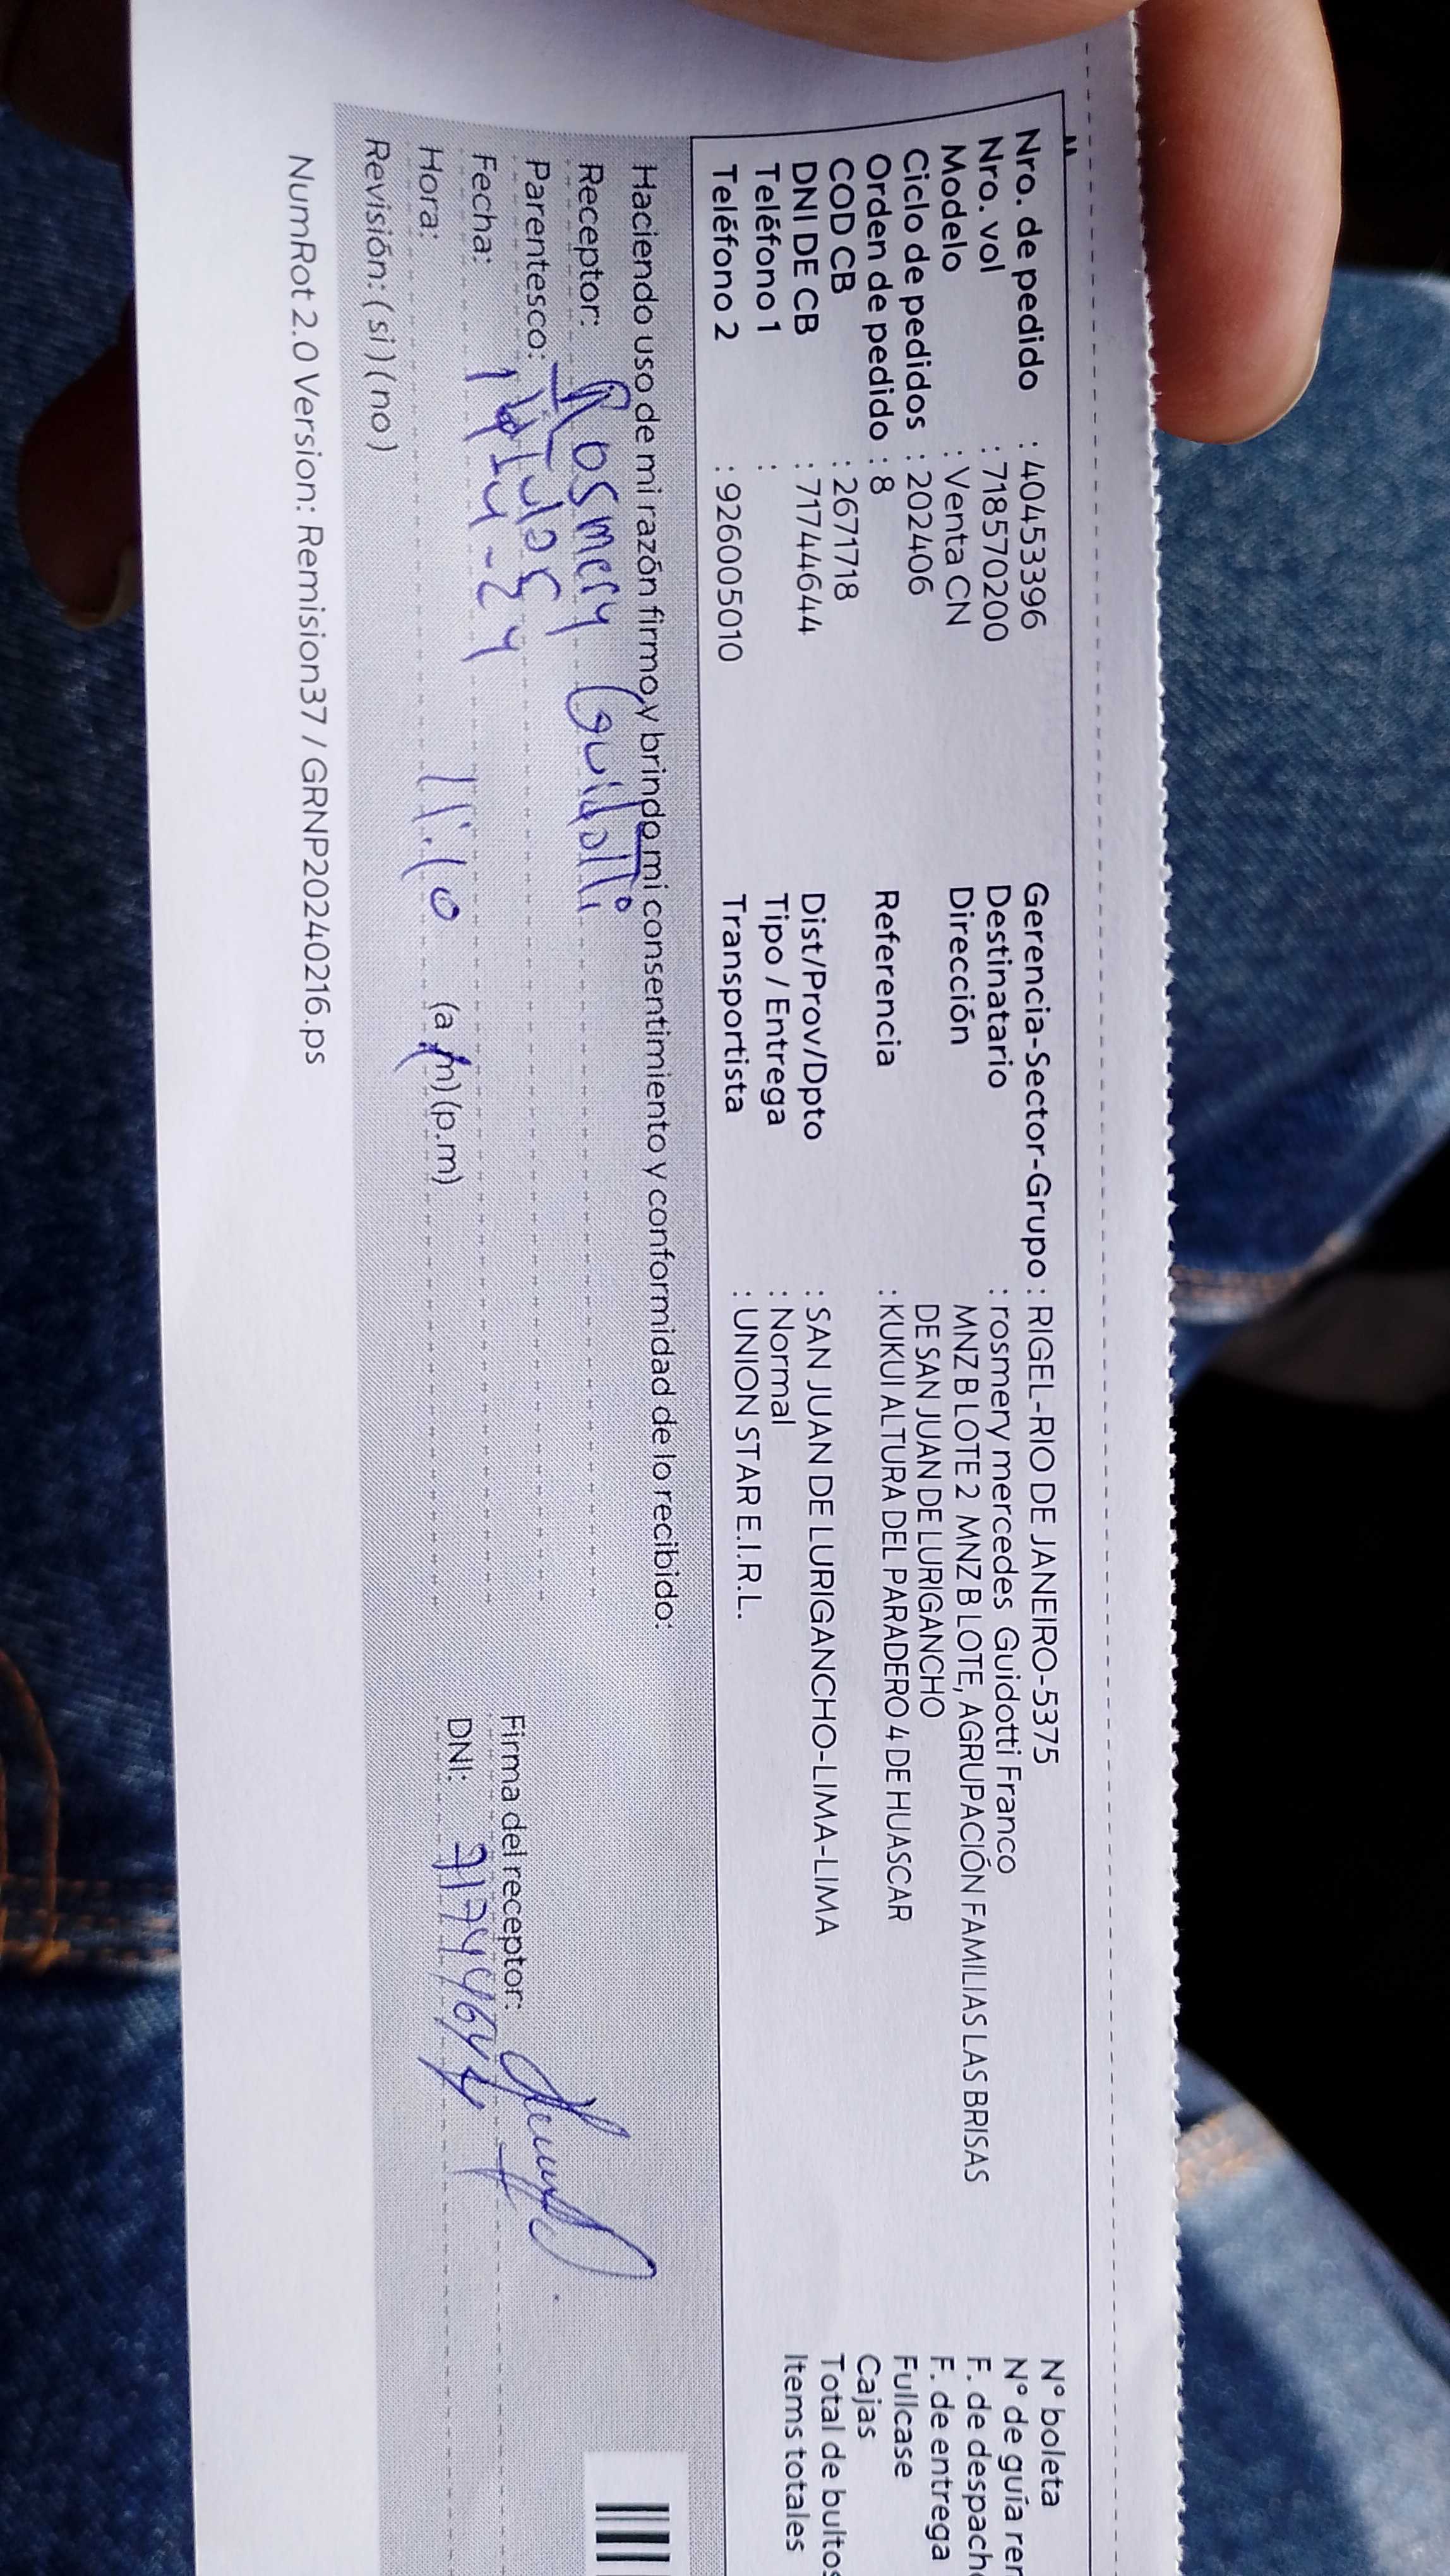 Nro. de pedido : 40453396
Nro. vol : 718570200
Modelo : Venta CN
Ciclo de pedidos : 202406
Orden de pedido : 8
COD CB : 2671718
DNI DE CB : 71744644
Teléfono 1 :
Teléfono 2 : 926005010
Gerencia-Sector-Grupo : RIGEL-RIO DE JANEIRO-5375
Destinatario : rosmery mercedes Guidotti Franco
Dirección MNZ B LOTE 2 MNZ B LOTE, AGRUPACIÓN FAMILIAS LAS BRISAS
DE SAN JUAN DE LURIGANCHO
Referencia : KUKULI ALTURA DEL PARADERO 4 DE HUASCAR
Dist/Prov/Dpto : SAN JUAN DE LURIGANCHO-LIMA-LIMA
Tipo / Entrega : Normal
Transportista : UNION STAR E.I.R.L.
N° boleta
N° de guía rem
F. de despacho
F. de entrega
Fullcase
Cajas
Total de bultos
Items totales
Haciendo uso de mi razón firmo y brindo mi consentimiento y conformidad de lo recibido:
Receptor: Rosmery Guidotti
Parentesco: Titular
Fecha:
Hora: 11:10 (a.m) (p.m)
Revisión: ( si ) ( no )
Firma del receptor:
DNI: 71744644
NumRot 2.0 Version: Remision37 / GRNP20240216.ps